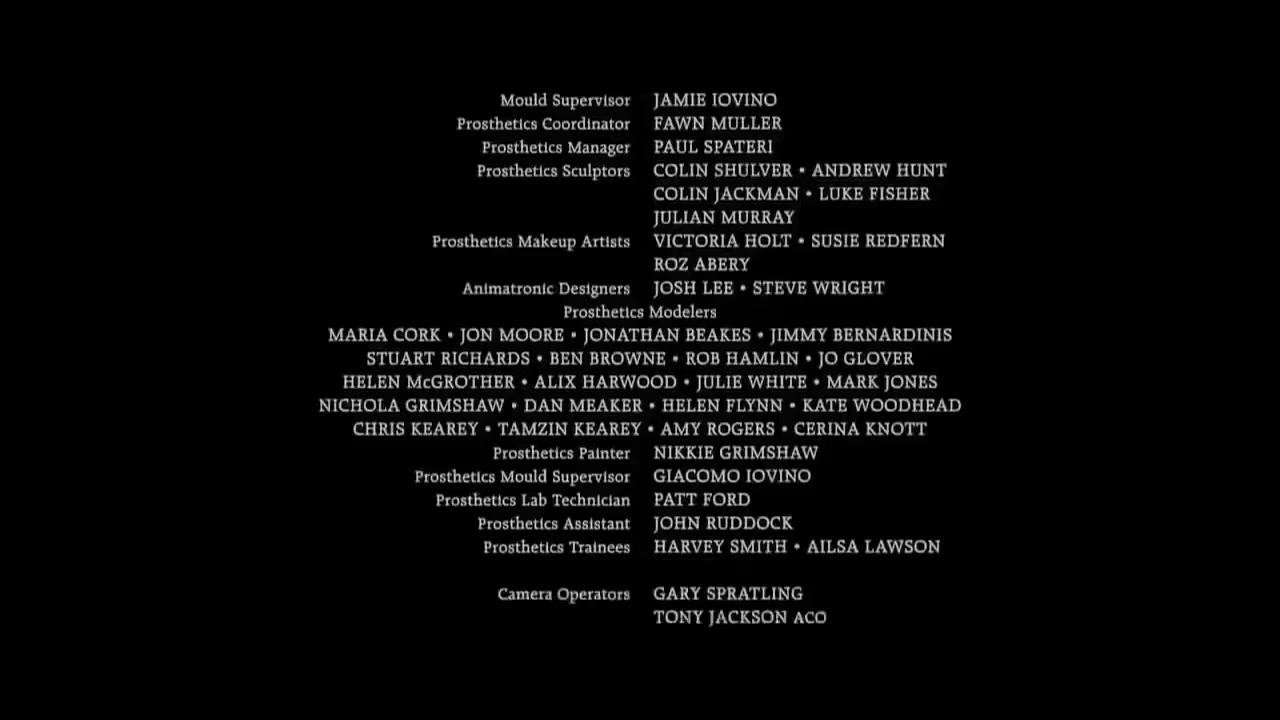 Mould Supervisor JAMIE IOVINO
Prosthetics Coordinator FAWN MULLER
Prosthetics Manager PAUL SPATERI
Prosthetics Sculptors COLIN SHULVER • ANDREW HUNT
COLIN JACKMAN • LUKE FISHER
JULIAN MURRAY
Prosthetics Makeup Artists VICTORIA HOLT • SUSIE REDFERN
ROZ ABERY
Animatronic Designers JOSH LEE • STEVE WRIGHT
Prosthetics Modelers
MARIA CORK • JON MOORE • JONATHAN BEAKES • JIMMY BERNARDINIS
STUART RICHARDS • BEN BROWNE • ROB HAMLIN • JO GLOVER
HELEN McGROTHER • ALIX HARWOOD • JULIE WHITE • MARK JONES
NICHOLA GRIMSHAW • DAN MEAKER • HELEN FLYNN • KATE WOODHEAD
CHRIS KEAREY • TAMZIN KEAREY • AMY ROGERS • CERINA KNOTT
Prosthetics Painter NIKKIE GRIMSHAW
Prosthetics Mould Supervisor GIACOMO IOVINO
Prosthetics Lab Technician PATT FORD
Prosthetics Assistant JOHN RUDDOCK
Prosthetics Trainees HARVEY SMITH • AILSA LAWSON
Camera Operators GARY SPRATLING
TONY JACKSON ACO